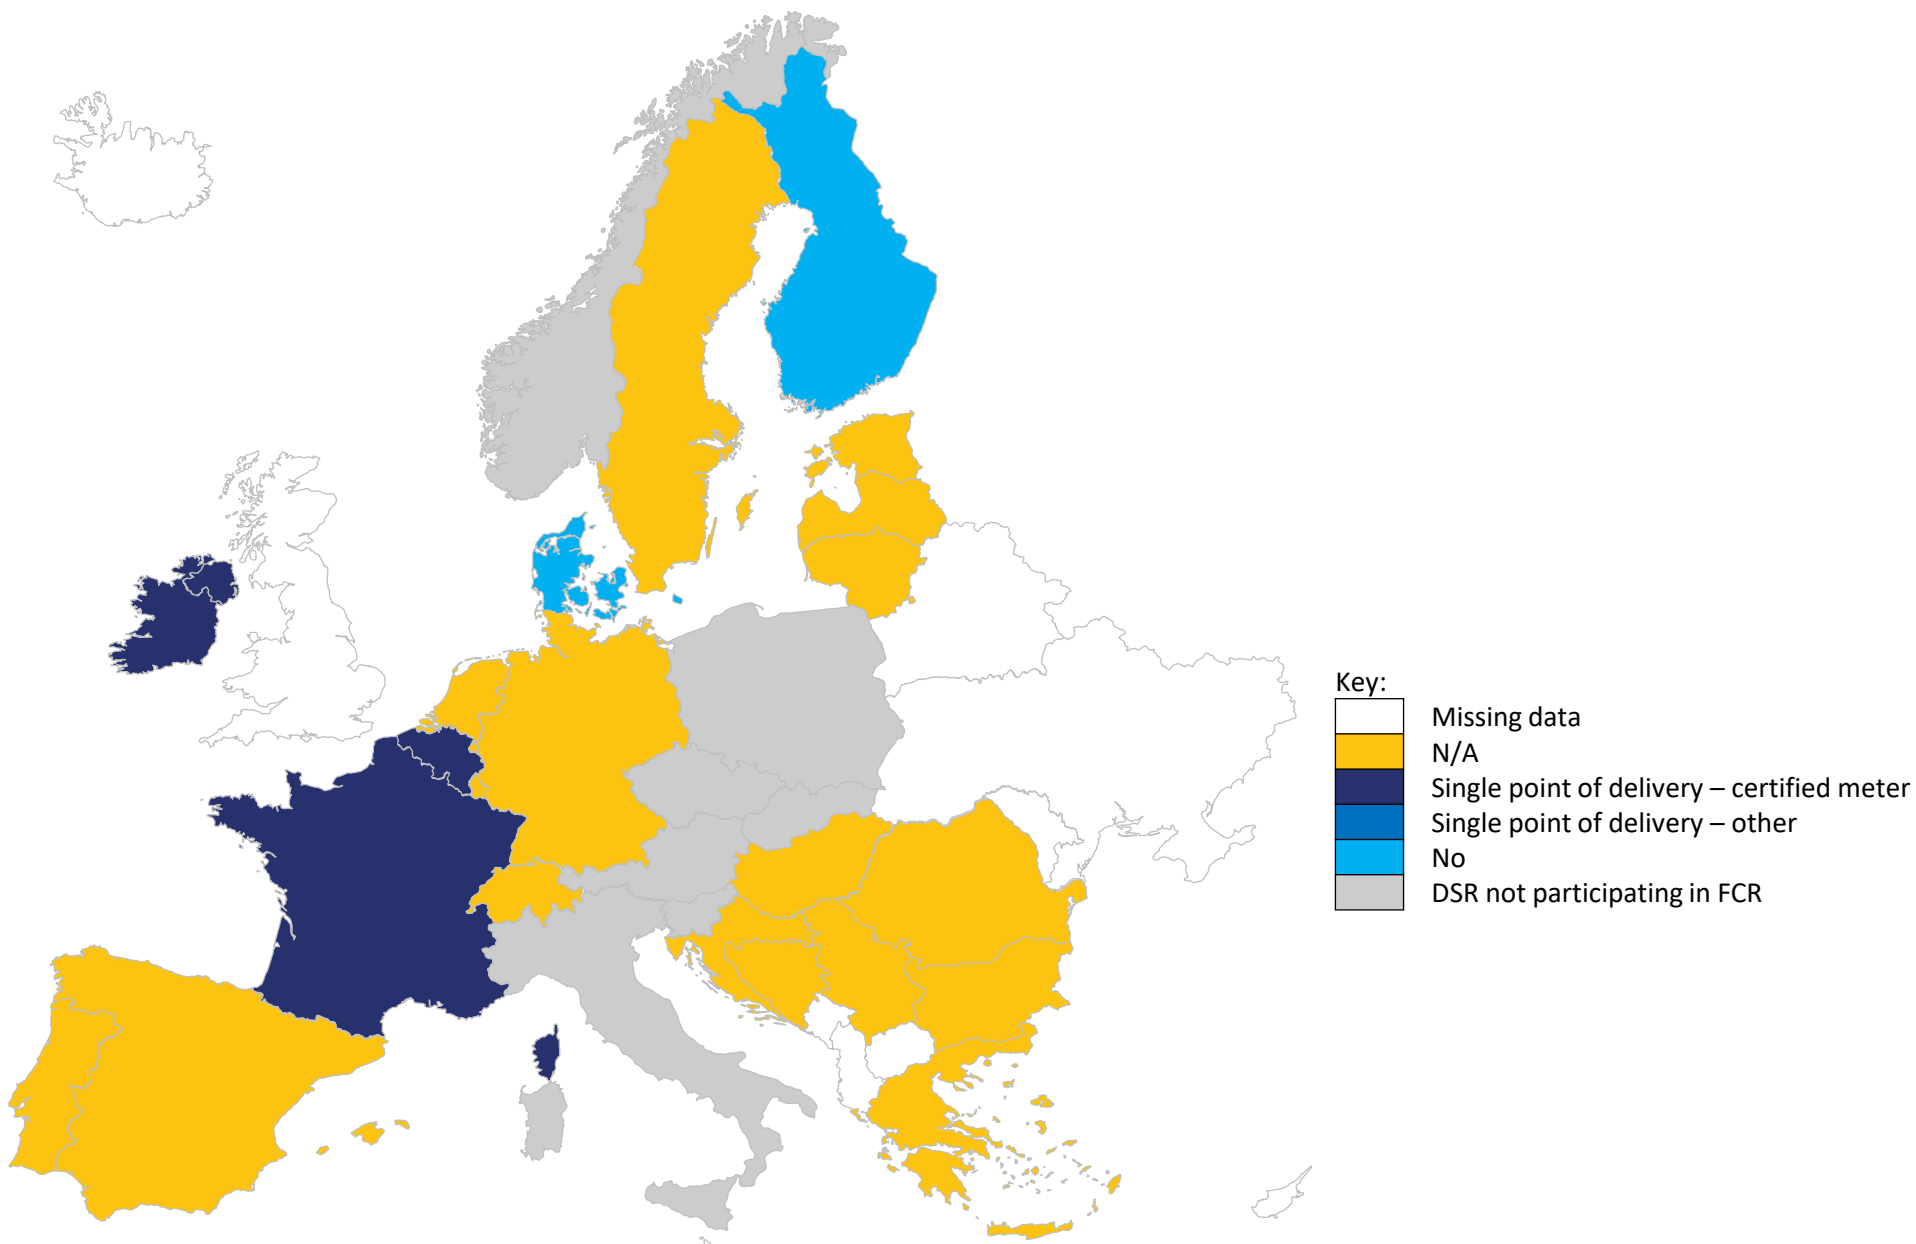 Key:
Missing data
N/A
Single point of delivery – certified meter
Single point of delivery – other
No
DSR not participating in FCR